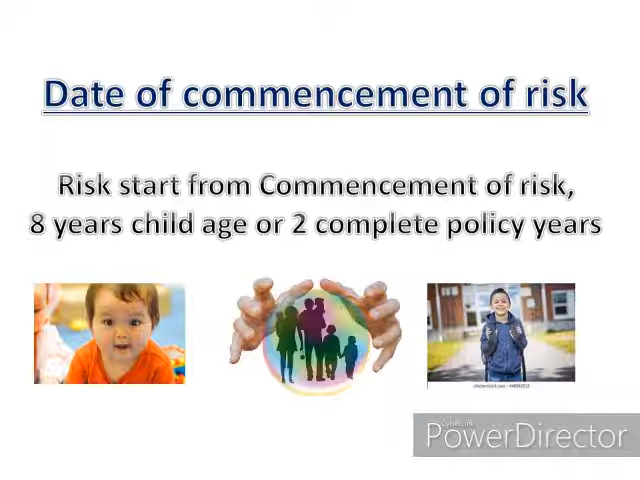 Date of commencement of risk
Risk start from Commencement of risk,
8 years child age or 2 complete policy years
CyberLink
PowerDirector